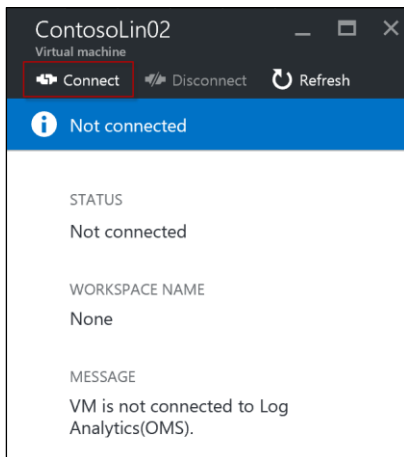 ContosoLin02
Virtual machine
Connect Disconnect Refresh
Not connected
STATUS
Not connected
WORKSPACE NAME
None
MESSAGE
VM is not connected to Log
Analytics(OMS).